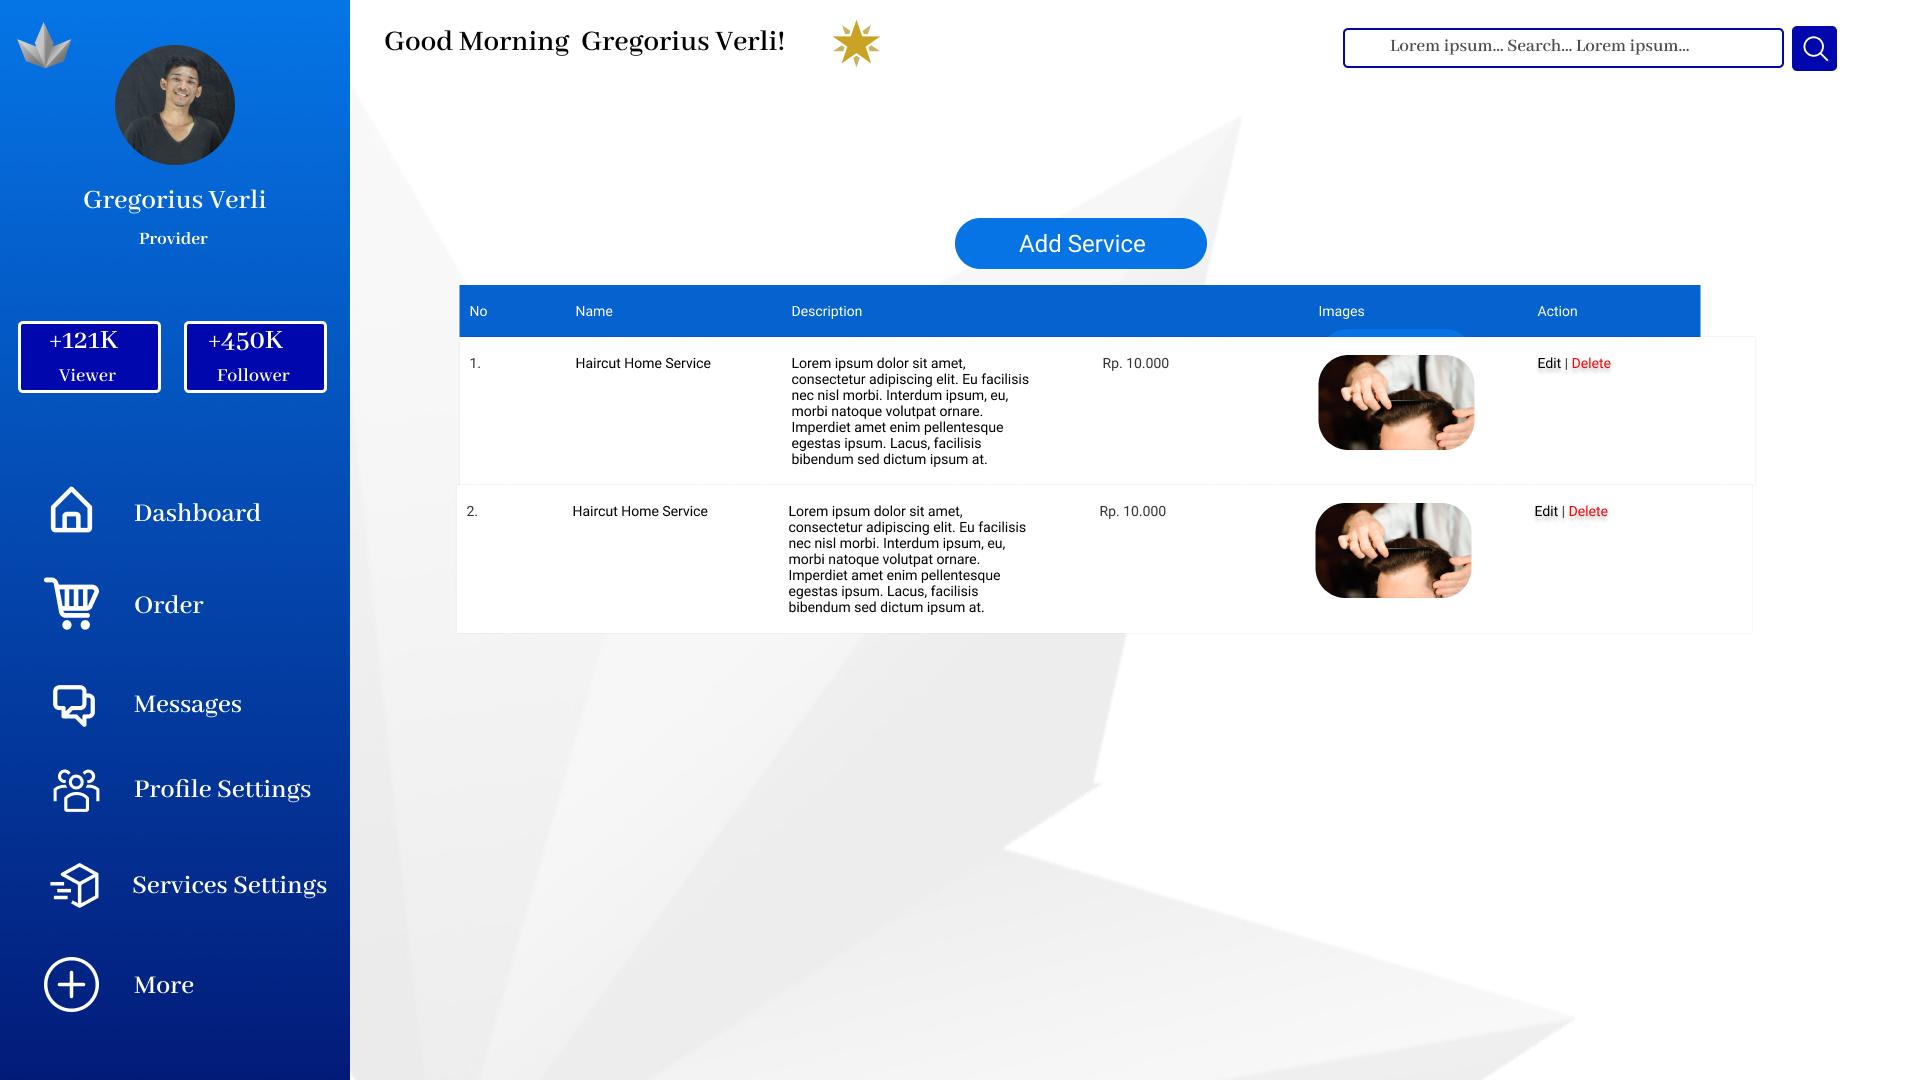 Good Morning  Gregorius Verli!
Lorem ipsum... Search... Lorem ipsum...
Gregorius Verli
Provider
+121K
Viewer
+450K
Follower
Dashboard
Order
Messages
Profile Settings
Services Settings
More
Add Service
No Name Description Images Action
1. Haircut Home Service Lorem ipsum dolor sit amet, Rp. 10.000 Edit | Delete
consectetur adipiscing elit. Eu facilisis
nec nisl morbi. Interdum ipsum, eu,
morbi natoque volutpat ornare.
Imperdiet amet enim pellentesque
egestas ipsum. Lacus, facilisis
bibendum sed dictum ipsum at.
2. Haircut Home Service Lorem ipsum dolor sit amet, Rp. 10.000 Edit | Delete
consectetur adipiscing elit. Eu facilisis
nec nisl morbi. Interdum ipsum, eu,
morbi natoque volutpat ornare.
Imperdiet amet enim pellentesque
egestas ipsum. Lacus, facilisis
bibendum sed dictum ipsum at.